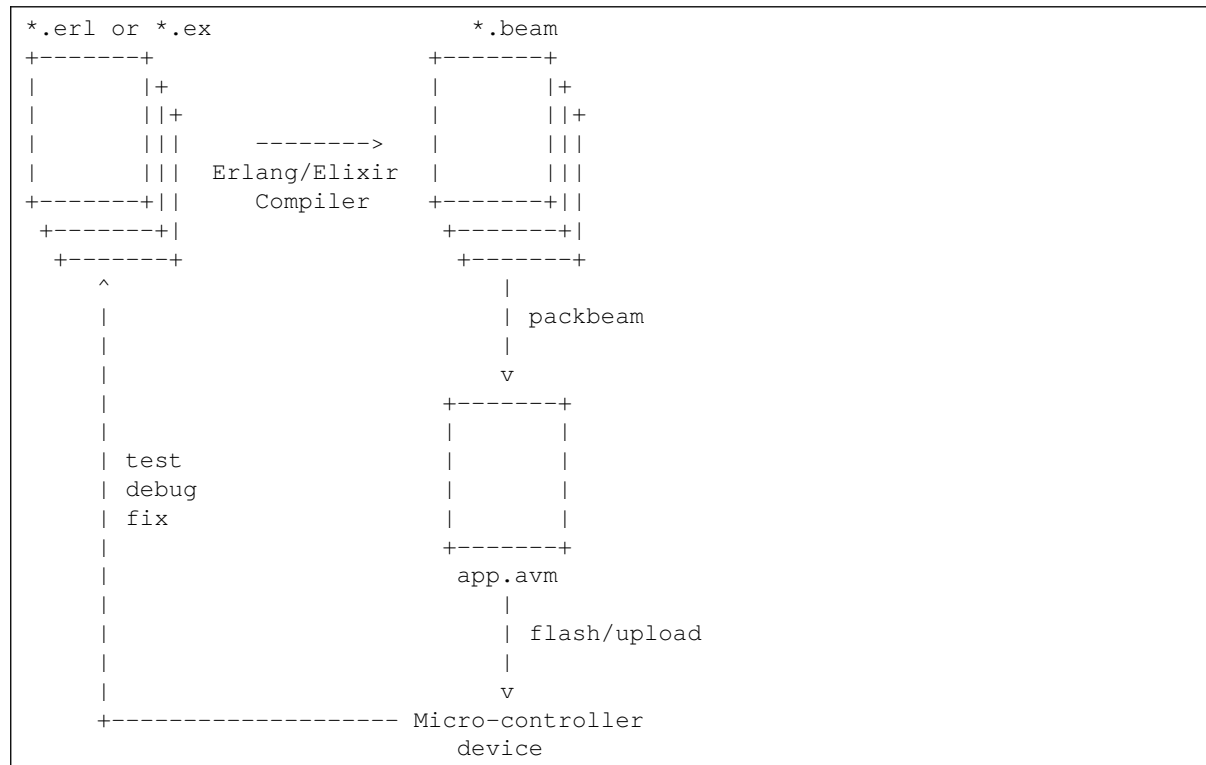 *.erl or *.ex *.beam
-------->
Erlang/Elixir
Compiler
packbeam
test
debug
fix
app.avm
flash/upload
Micro-controller
device